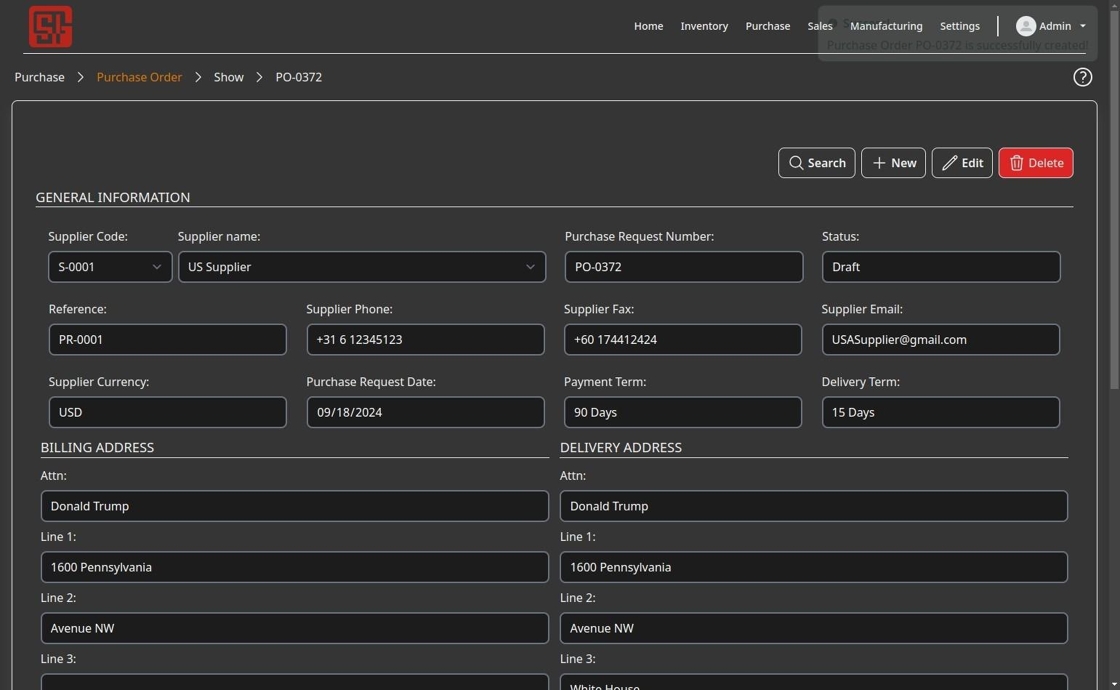 Home Inventory Purchase Sales Manufacturing Settings Admin
Purchase Order PO-0372 is successfully created!
Purchase > Purchase Order > Show > PO-0372
Search New Edit Delete
GENERAL INFORMATION
Supplier Code: Supplier name: Purchase Request Number: Status:
S-0001 US Supplier PO-0372 Draft
Reference: Supplier Phone: Supplier Fax: Supplier Email:
PR-0001 +31 6 12345123 +60 174412424 USASupplier@gmail.com
Supplier Currency: Purchase Request Date: Payment Term: Delivery Term:
USD 09/18/2024 90 Days 15 Days
BILLING ADDRESS DELIVERY ADDRESS
Attn: Attn:
Donald Trump Donald Trump
Line 1: Line 1:
1600 Pennsylvania 1600 Pennsylvania
Line 2: Line 2:
Avenue NW Avenue NW
Line 3: Line 3:
White House